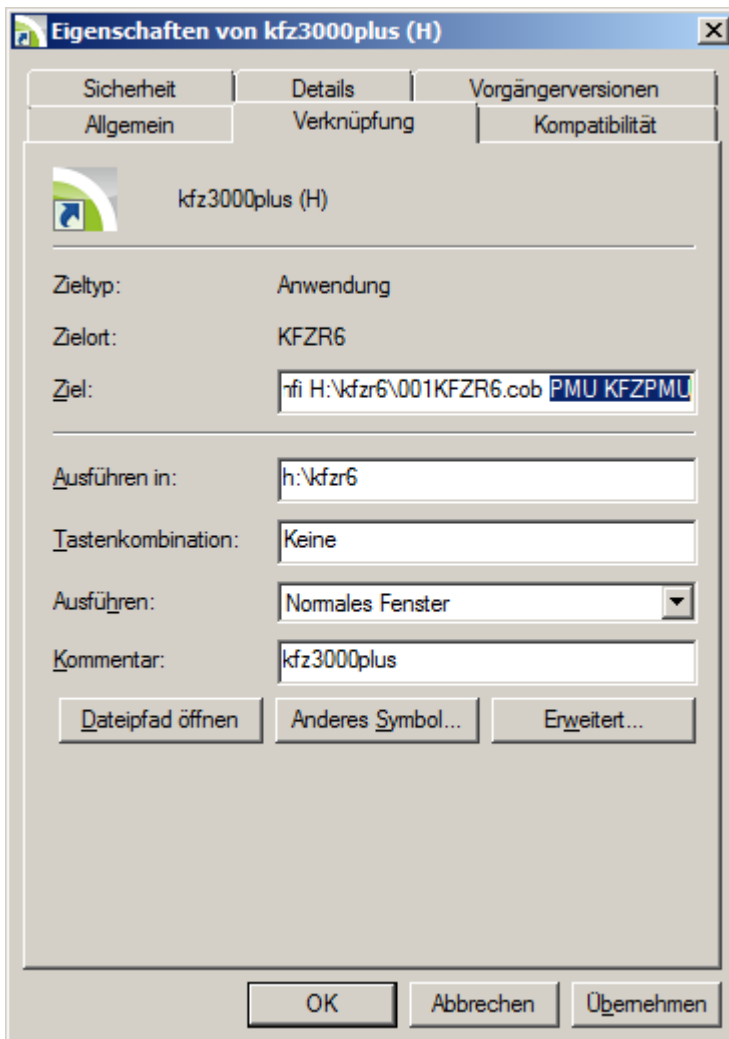 Eigenschaften von kfz3000plus (H)
Sicherheit Details Vorgängerversionen
Allgemein Verknüpfung Kompatibilität
kfz3000plus (H)
Zieltyp: Anwendung
Zielort: KFZR6
Ziel: nfi H:\kfzr6\001KFZR6.cob PMU KFZPMU
Ausführen in: h:\kfzr6
Tastenkombination: Keine
Ausführen: Normales Fenster
Kommentar: kfz3000plus
Dateipfad öffnen Anderes Symbol... Erweitert...
OK Abbrechen Übernehmen